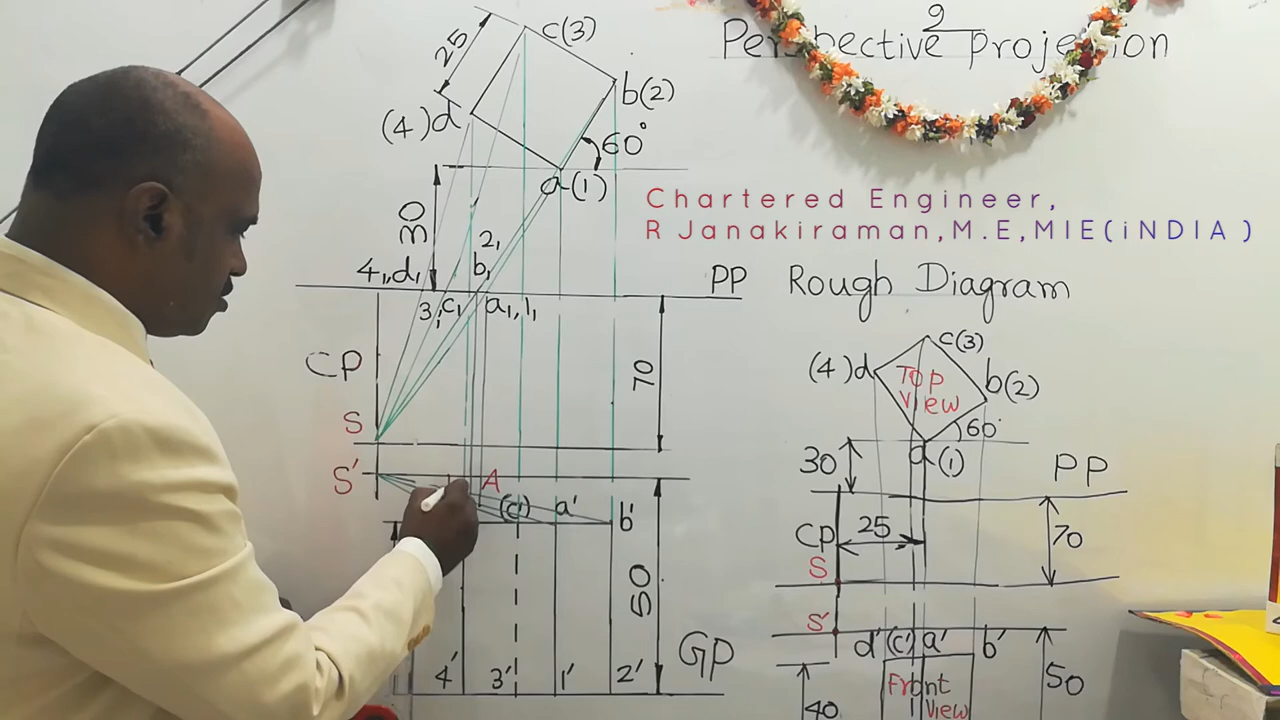 Perspective projection
2
Chartered Engineer,
R Janakiraman,M.E,MIE(iNDIA )
25
c(3)
b(2)
(4)d
60°
a(1)
30
2,
4,,d,
b,
PP
3,
c,
a,,1,
CP
70
S
S'
A
(c')
a'
b'
50
4'
3'
1'
2'
GP
Rough Diagram
c(3)
(4)d
Top
View
b(2)
60°
a(1)
30
PP
CP
25
70
S
S'
d'
(c')
a'
b'
Front
View
40
50